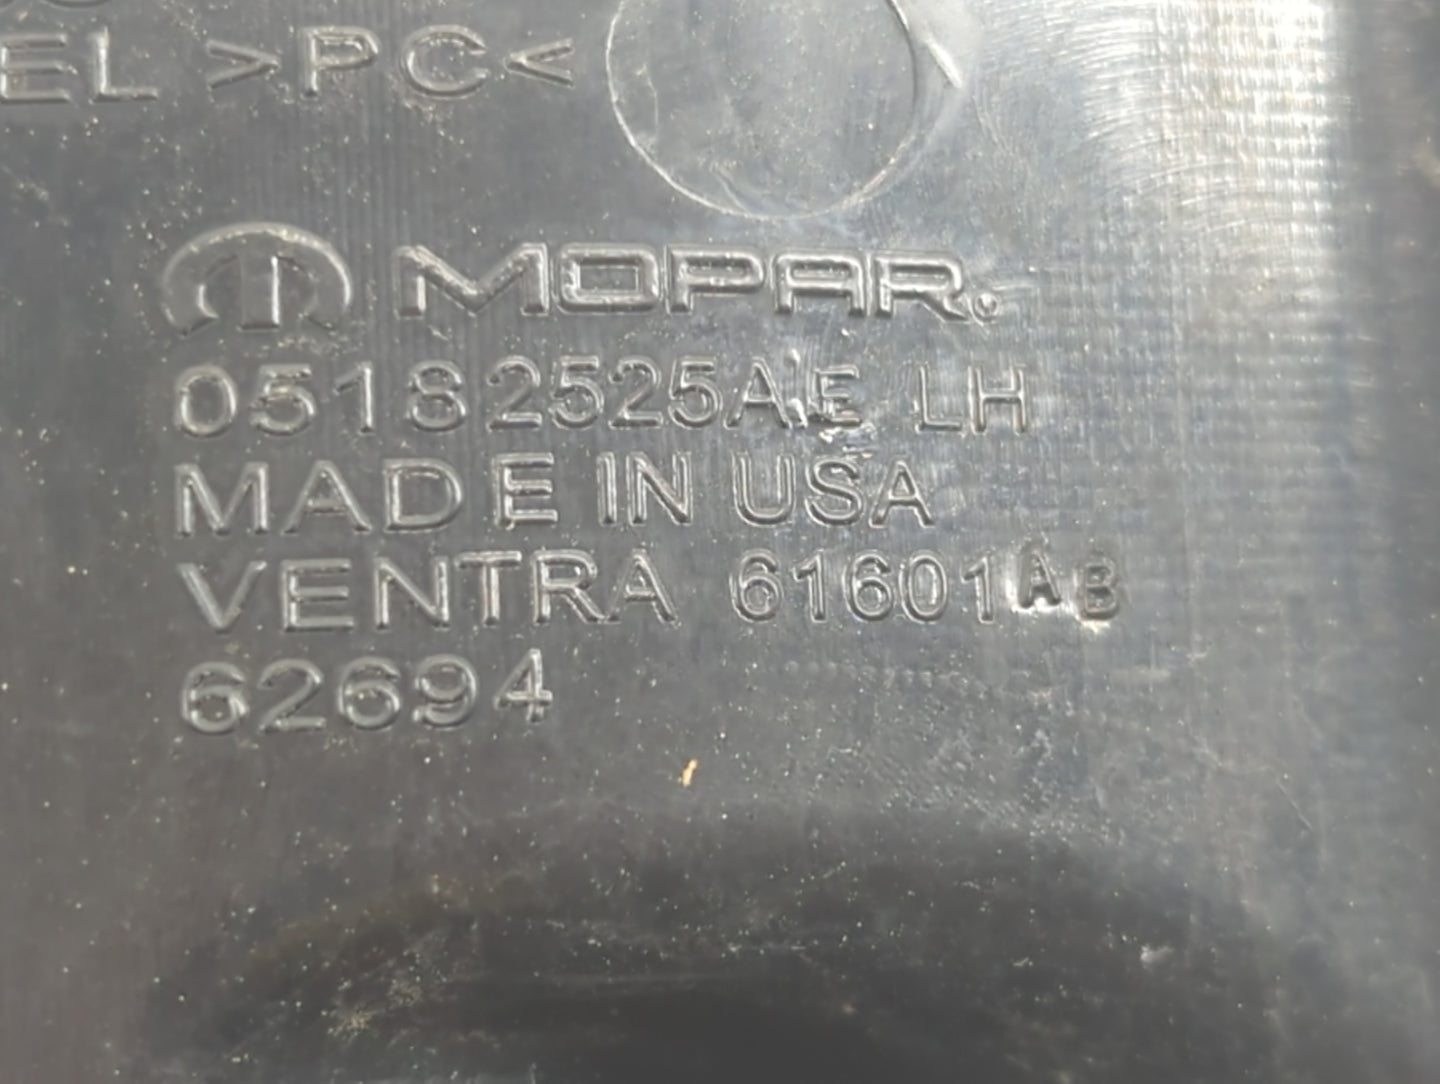 EL >PC<
MOPAR.
05182525AE LH
MADE IN USA
VENTRA 61601AB
62694